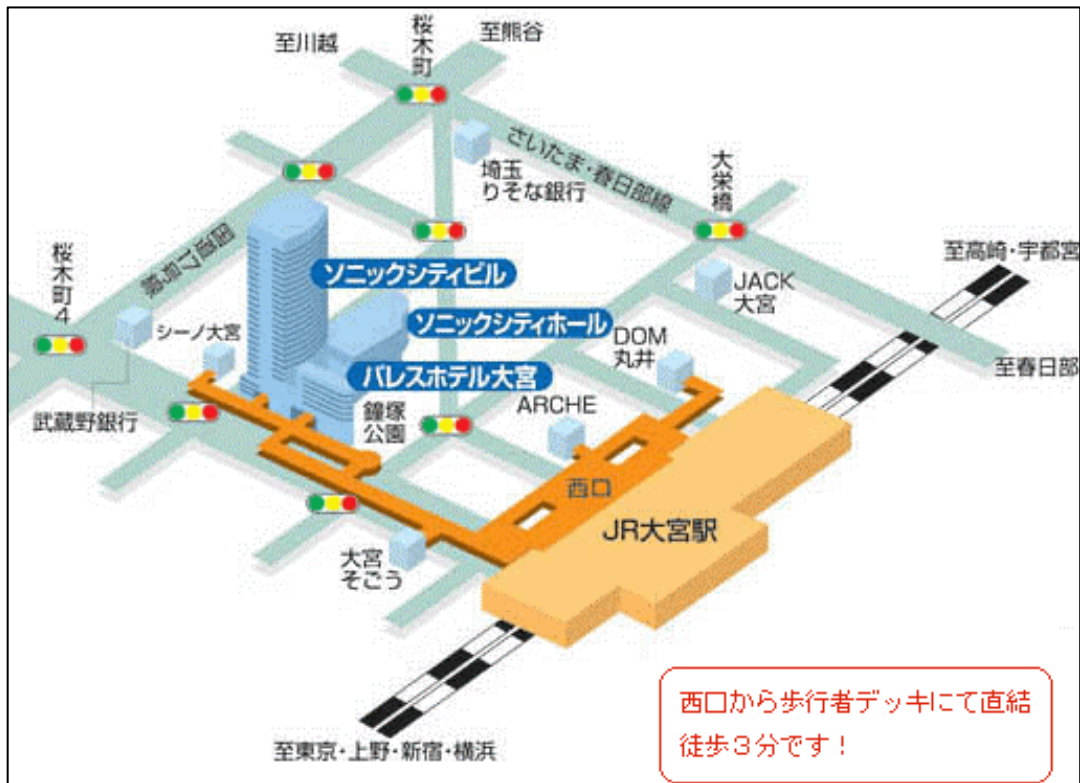 至川越
桜木町
至熊谷
さいたま・春日部線
埼玉
りそな銀行
大栄橋
桜木町4
国道17号線
ソニックシティビル
至高崎・宇都宮
JACK
大宮
シーノ大宮
ソニックシティホール
DOM
丸井
至春日部
パレスホテル大宮
武蔵野銀行
鐘塚
公園
ARCHE
西口
JR大宮駅
大宮
そごう
西口から歩行者デッキにて直結
徒歩3分です！
至東京・上野・新宿・横浜